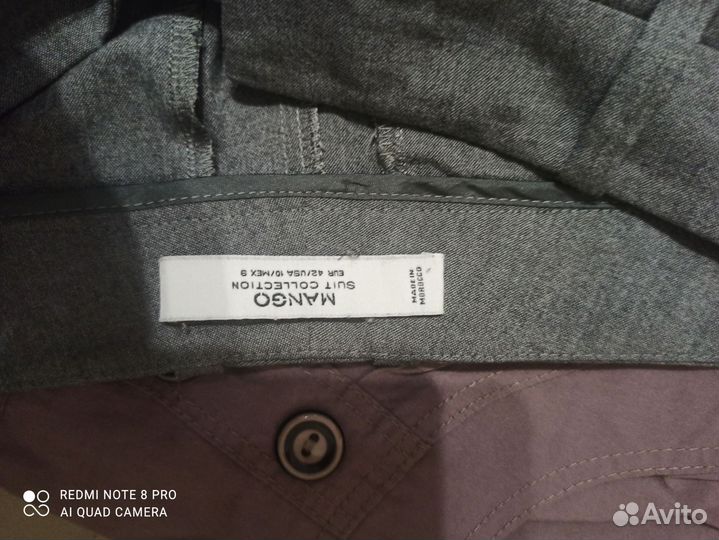 MANGO
SUIT COLLECTION
EUR 42/USA 10/MEX 9
MADE IN
MOROCCO
REDMI NOTE 8 PRO
AI QUAD CAMERA
Avito